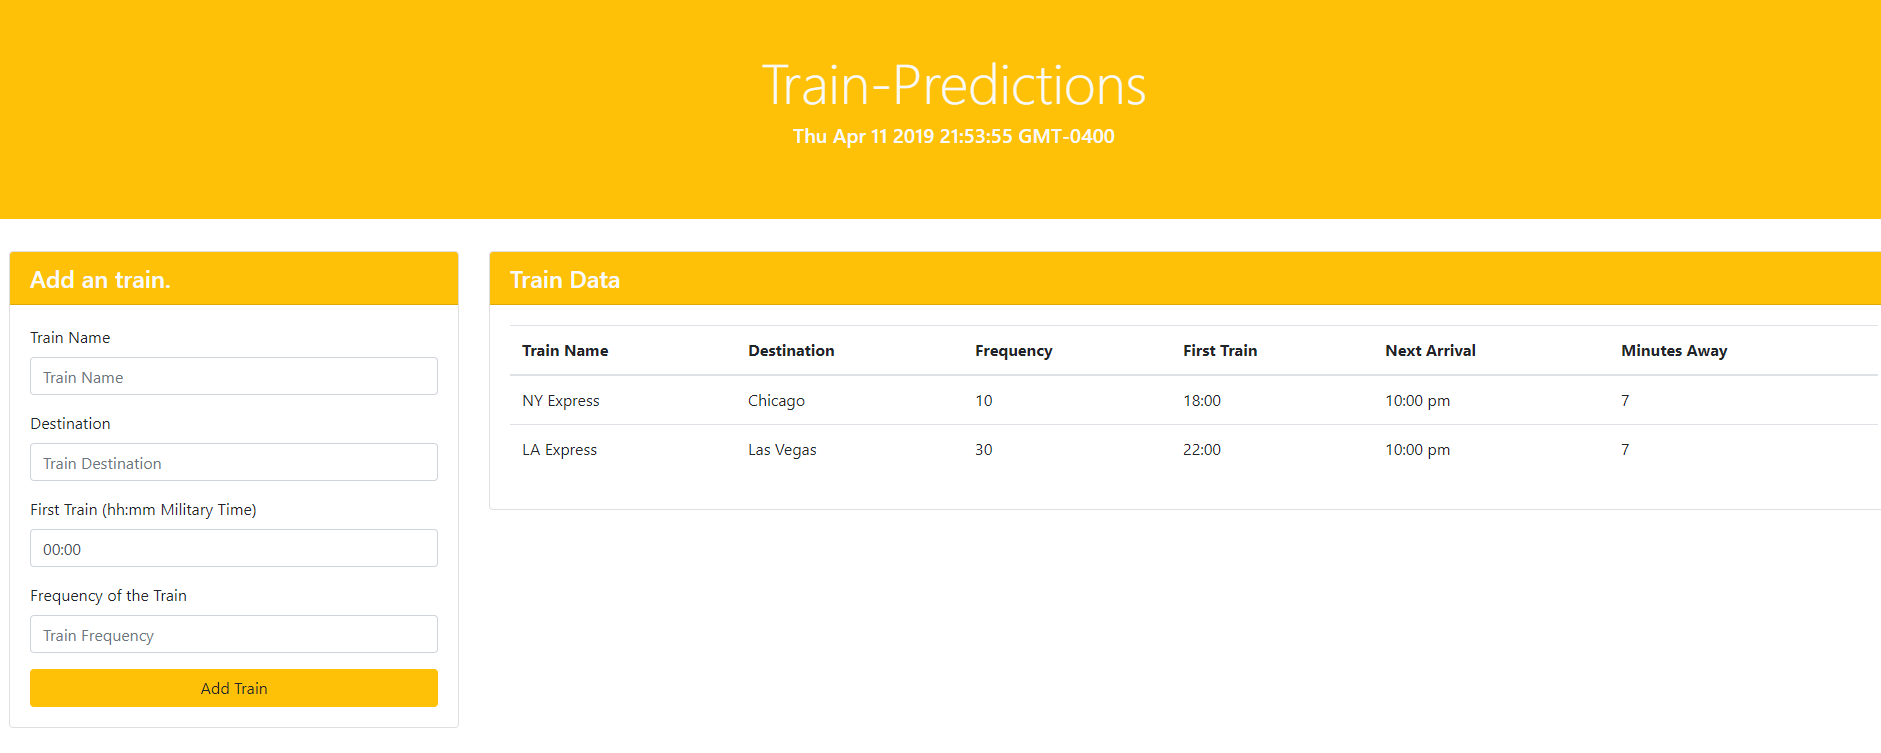 Train-Predictions
Thu Apr 11 2019 21:53:55 GMT-0400
Add an train.
Train Name
Train Name
Destination
Train Destination
First Train (hh:mm Military Time)
00:00
Frequency of the Train
Train Frequency
Add Train
Train Data
Train Name Destination Frequency First Train Next Arrival Minutes Away
NY Express Chicago 10 18:00 10:00 pm 7
LA Express Las Vegas 30 22:00 10:00 pm 7